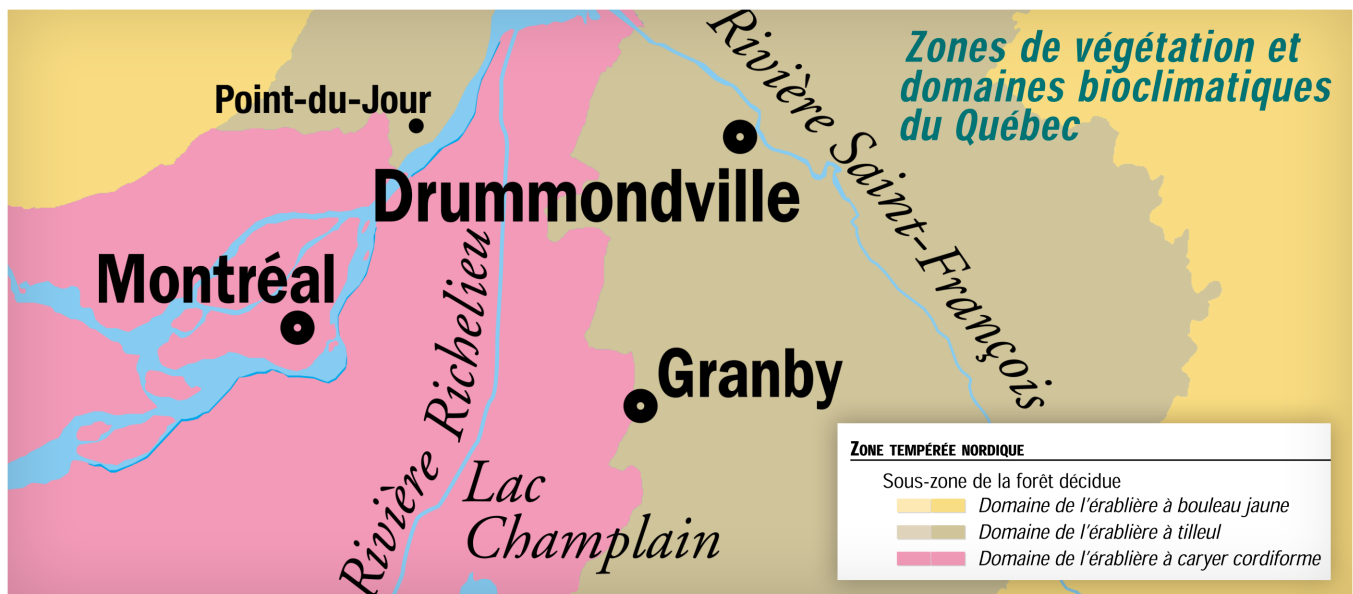 Zones de végétation et
domaines bioclimatiques
du Québec
Rivière Saint-François
Point-du-Jour
Drummondville
Montréal
Rivière Richelieu
Granby
Lac
Champlain
ZONE TEMPÉRÉE NORDIQUE
Sous-zone de la forêt décidue
Domaine de l'érablière à bouleau jaune
Domaine de l'érablière à tilleul
Domaine de l'érablière à caryer cordiforme